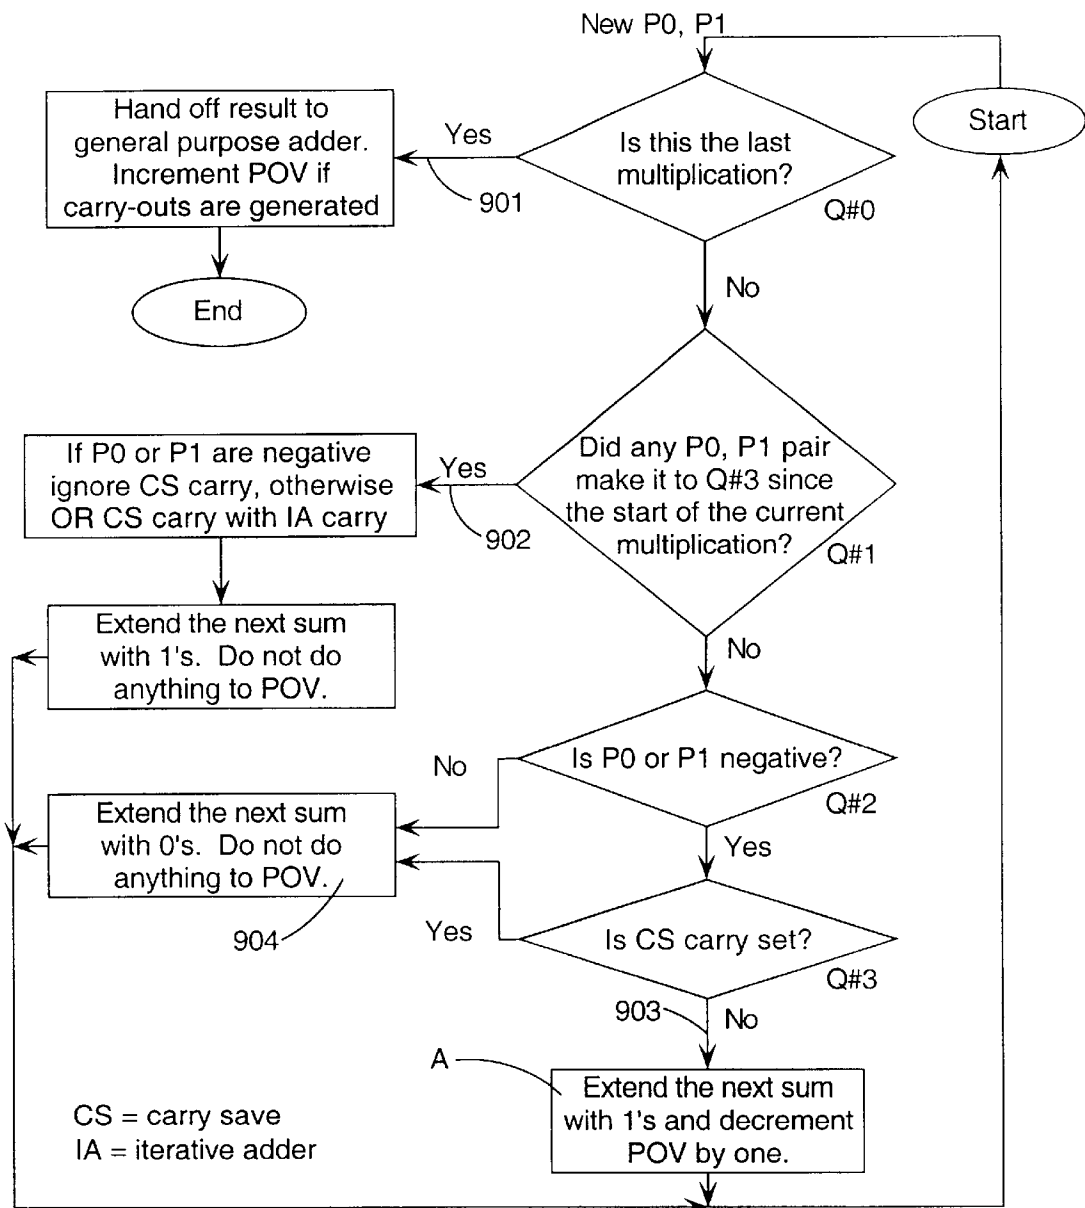 New P0, P1
Start
Hand off result to
general purpose adder.
Increment POV if
carry-outs are generated
Yes
901
Is this the last
multiplication?
Q#0
No
End
If P0 or P1 are negative
ignore CS carry, otherwise
OR CS carry with IA carry
Yes
902
Did any P0, P1 pair
make it to Q#3 since
the start of the current
multiplication?
Q#1
Extend the next sum
with 1's. Do not do
anything to POV.
No
Is P0 or P1 negative?
Q#2
No
Extend the next sum
with 0's. Do not do
anything to POV.
904
Yes
Yes
Is CS carry set?
Q#3
903
No
A
Extend the next sum
with 1's and decrement
POV by one.
CS = carry save
IA = iterative adder